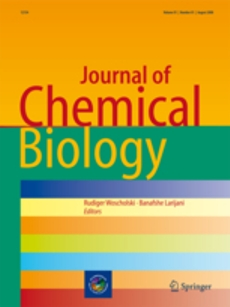 Journal of
Chemical
Biology
Rudiger Woscholski · Banafshe Larijani
Editors
Springer